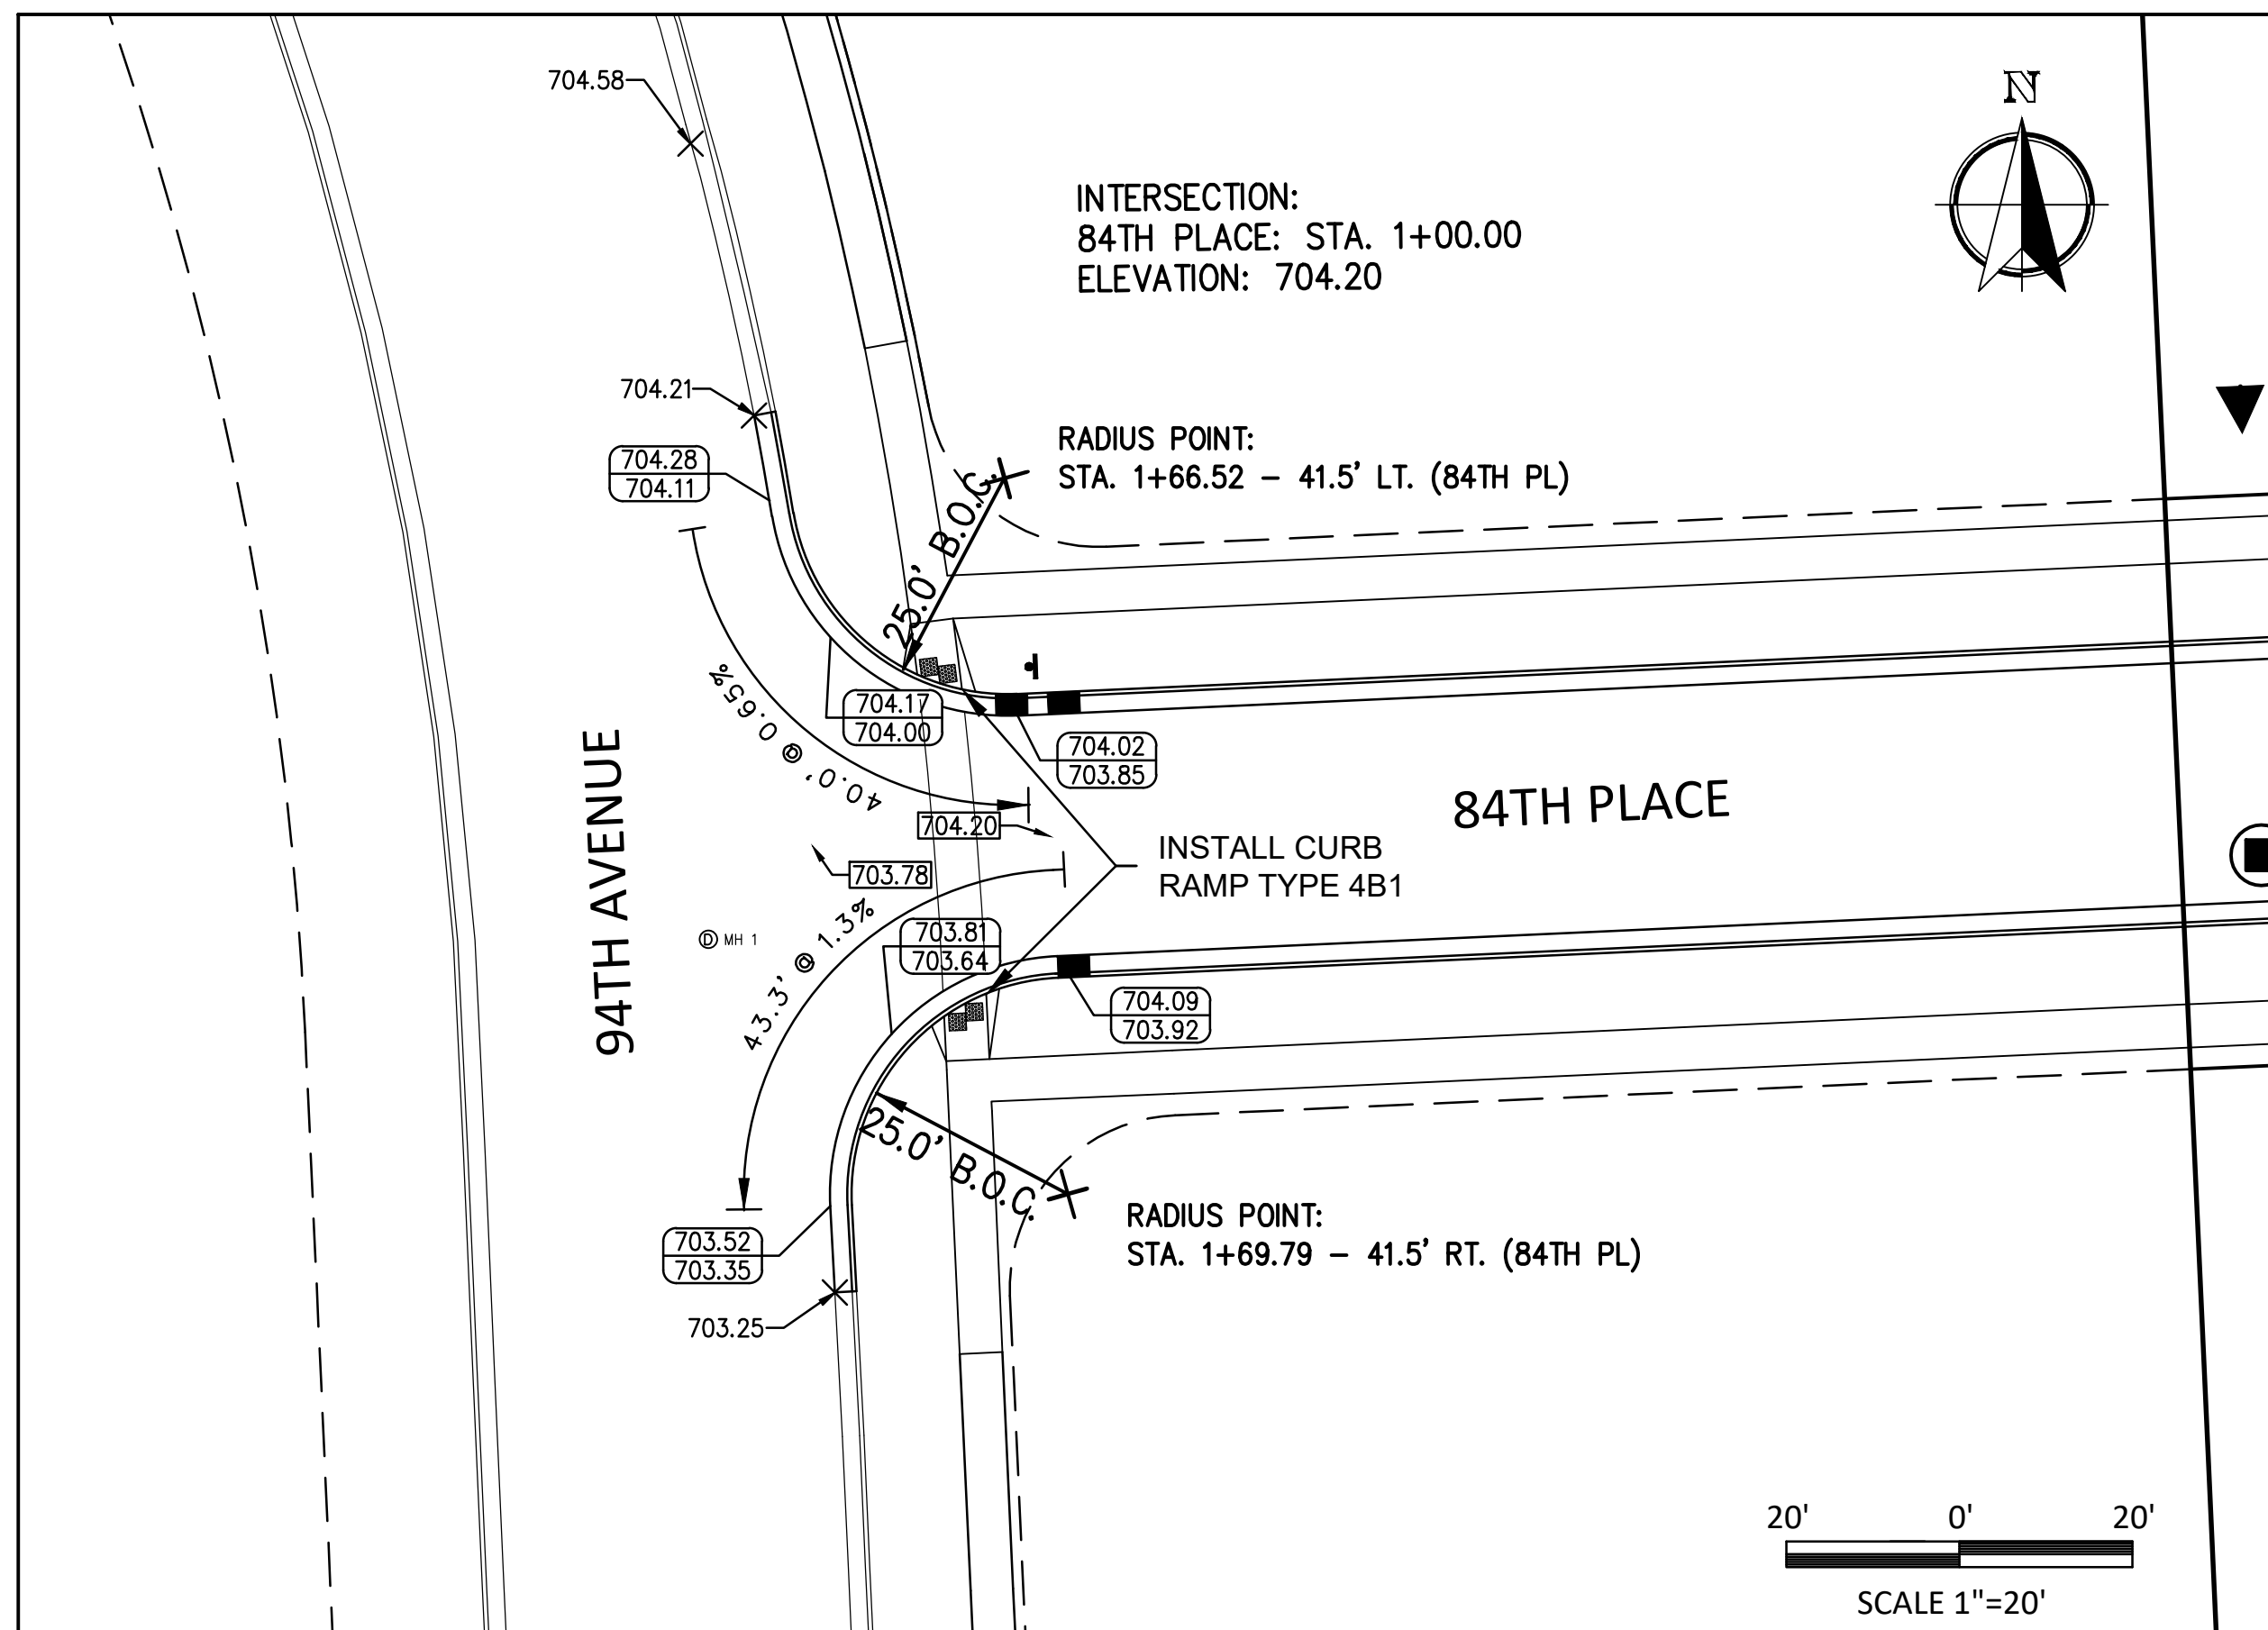 704.58
N
INTERSECTION:
84TH PLACE: STA. 1+00.00
ELEVATION: 704.20
704.21
RADIUS POINT:
STA. 1+66.52 - 41.5' LT. (84TH PL)
704.28
704.11
25.0' B.O.C.
40.0' @ 0.65%
704.17
704.00
704.02
703.85
84TH PLACE
94TH AVENUE
704.20
703.78
INSTALL CURB
RAMP TYPE 4B1
MH 1
D
43.3' @ 1.3%
703.81
703.64
704.09
703.92
25.0' B.O.C.
RADIUS POINT:
STA. 1+69.79 - 41.5' RT. (84TH PL)
703.52
703.35
703.25
20' 0' 20'
SCALE 1"=20'